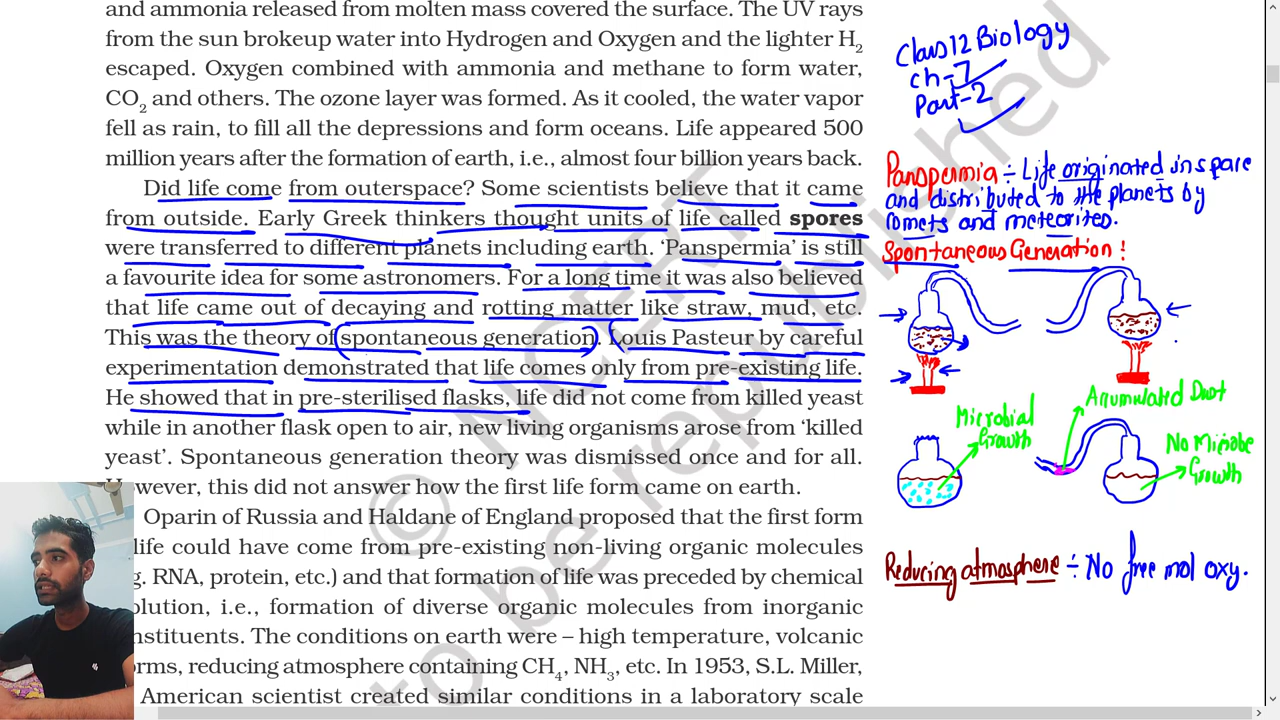 and ammonia released from molten mass covered the surface. The UV rays
from the sun brokeup water into Hydrogen and Oxygen and the lighter H2
escaped. Oxygen combined with ammonia and methane to form water,
CO2 and others. The ozone layer was formed. As it cooled, the water vapor
fell as rain, to fill all the depressions and form oceans. Life appeared 500
million years after the formation of earth, i.e., almost four billion years back.
Did life come from outerspace? Some scientists believe that it came
from outside. Early Greek thinkers thought units of life called spores
were transferred to different planets including earth. ‘Panspermia’ is still
a favourite idea for some astronomers. For a long time it was also believed
that life came out of decaying and rotting matter like straw, mud, etc.
This was the theory of spontaneous generation. Louis Pasteur by careful
experimentation demonstrated that life comes only from pre-existing life.
He showed that in pre-sterilised flasks, life did not come from killed yeast
while in another flask open to air, new living organisms arose from ‘killed
yeast’. Spontaneous generation theory was dismissed once and for all.
However, this did not answer how the first life form came on earth.
Oparin of Russia and Haldane of England proposed that the first form
life could have come from pre-existing non-living organic molecules
g. RNA, protein, etc.) and that formation of life was preceded by chemical
olution, i.e., formation of diverse organic molecules from inorganic
nstituents. The conditions on earth were – high temperature, volcanic
orms, reducing atmosphere containing CH4, NH3, etc. In 1953, S.L. Miller,
American scientist created similar conditions in a laboratory scale
© NCERT
to be republished
Class 12 Biology
Ch-7
Part-2
Panspermia ÷ Life originated in space
and distributed to the planets by
Comets and meteorites.
Spontaneous Generation :
Microbial
Growth
Accumulated Dust
No Microbe
Growth
Reducing atmosphere ÷ No free mol oxy.